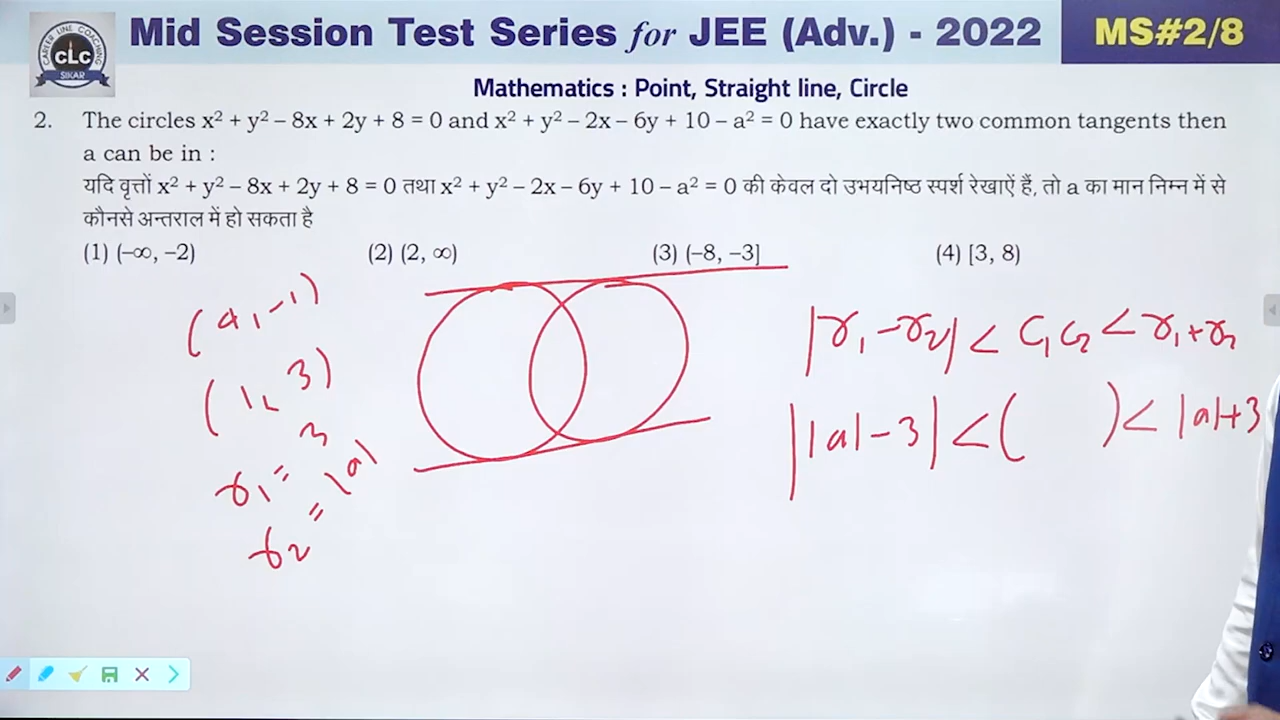 CAREER LINE COACHING
CLC
SIKAR
Mid Session Test Series for JEE (Adv.) - 2022
MS#2/8
Mathematics : Point, Straight line, Circle
2. The circles x² + y² – 8x + 2y + 8 = 0 and x² + y² – 2x – 6y + 10 – a² = 0 have exactly two common tangents then
a can be in :
यदि वृत्तों x² + y² – 8x + 2y + 8 = 0 तथा x² + y² – 2x – 6y + 10 – a² = 0 की केवल दो उभयनिष्ठ स्पर्श रेखाऐं हैं, तो a का मान निम्न में से
कौनसे अन्तराल में हो सकता है
(1) (–∞, –2) (2) (2, ∞) (3) (–8, –3] (4) [3, 8)
(4, -1)
(1, 3)
r₁ = 3
r₂ = |a|
|r₁ - r₂| < C₁C₂ < r₁ + r₂
||a| - 3| < ( ) < |a| + 3